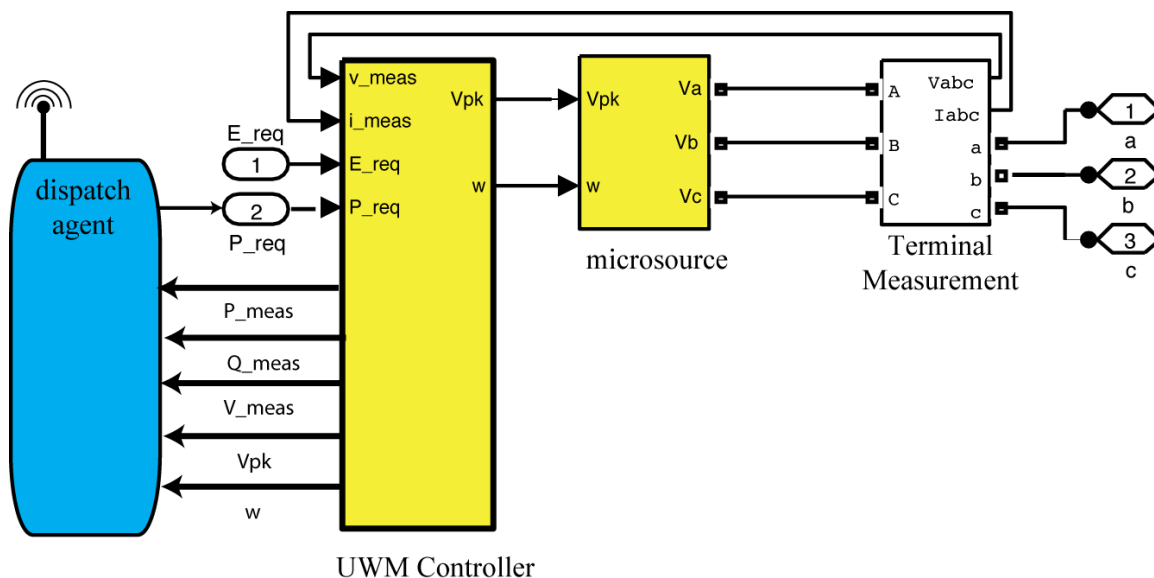 dispatch
agent
E_req
1
2
P_req
P_meas
Q_meas
V_meas
Vpk
w
v_meas
i_meas
E_req
P_req
Vpk
w
UWM Controller
Vpk
w
Va
Vb
Vc
microsource
A
B
C
Vabc
Iabc
a
b
c
Terminal
Measurement
1
a
2
b
3
c